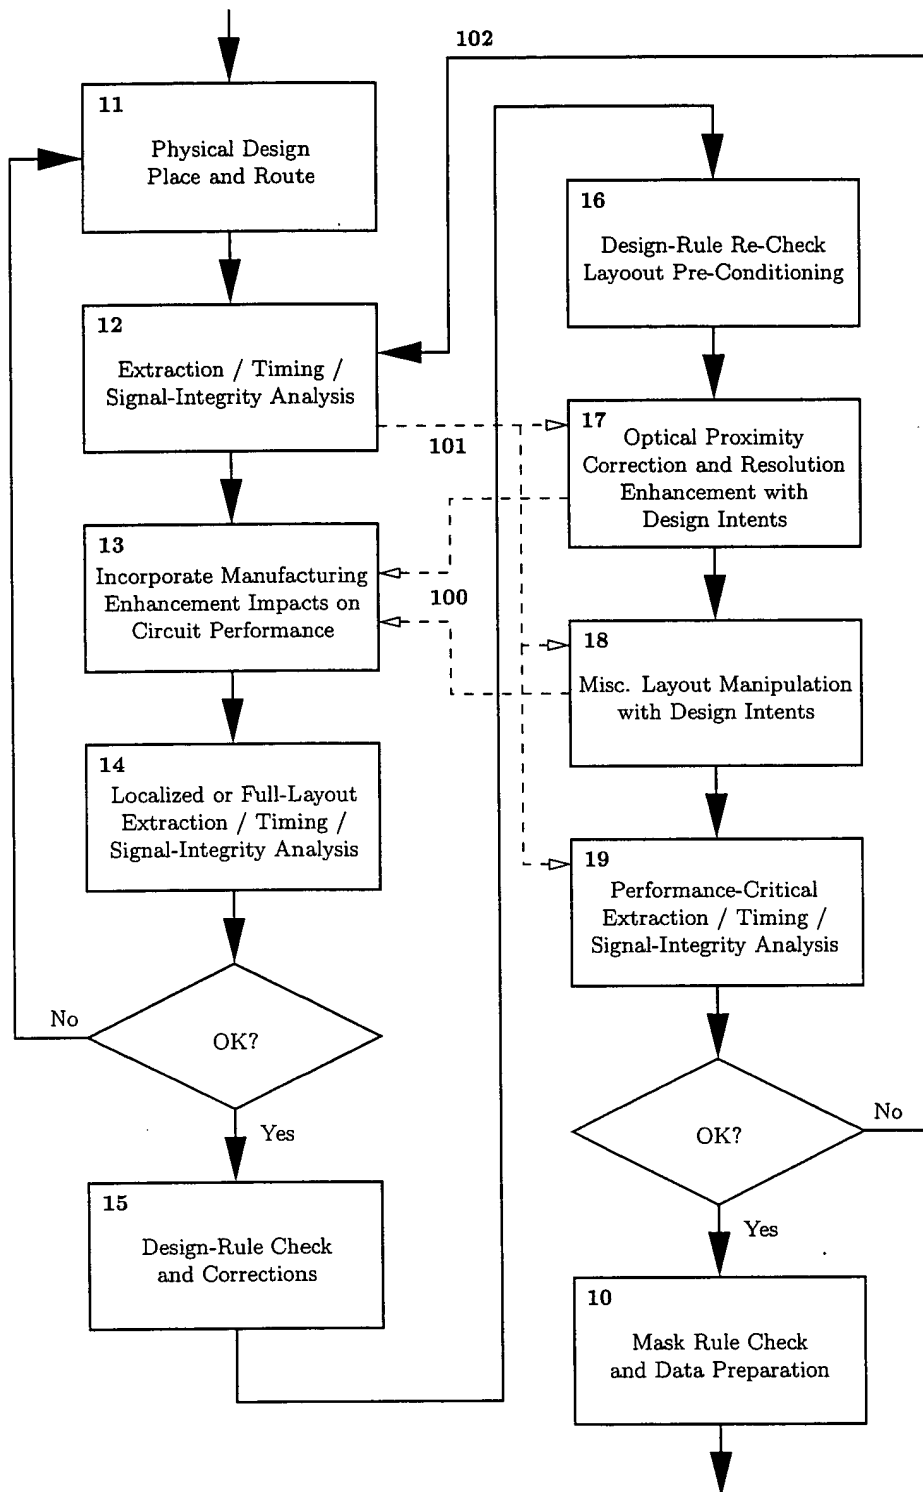 102
11
Physical Design
Place and Route
12
Extraction / Timing /
Signal-Integrity Analysis
101
13
Incorporate Manufacturing
Enhancement Impacts on
Circuit Performance
100
14
Localized or Full-Layout
Extraction / Timing /
Signal-Integrity Analysis
No
OK?
Yes
15
Design-Rule Check
and Corrections
16
Design-Rule Re-Check
Layoout Pre-Conditioning
17
Optical Proximity
Correction and Resolution
Enhancement with
Design Intents
18
Misc. Layout Manipulation
with Design Intents
19
Performance-Critical
Extraction / Timing /
Signal-Integrity Analysis
No
OK?
Yes
10
Mask Rule Check
and Data Preparation